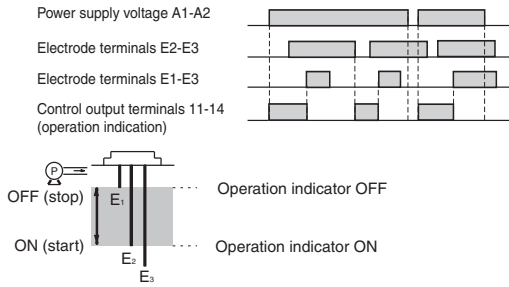 Power supply voltage A1-A2
Electrode terminals E2-E3
Electrode terminals E1-E3
Control output terminals 11-14
(operation indication)
P
OFF (stop)
E1
Operation indicator OFF
ON (start)
E2
Operation indicator ON
E3